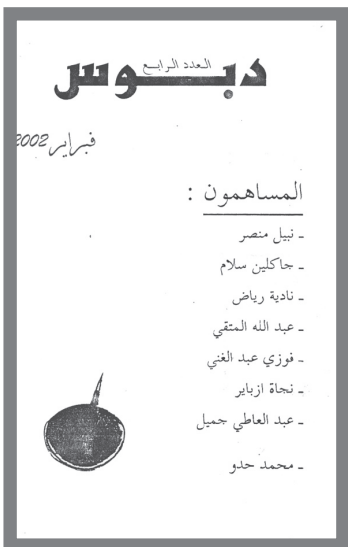 العدد الرابع
دبوس
فبراير 2002
المساهمون :
- نبيل منصر
- جاكلين سلام
- نادية رياض
- عبد الله المتقي
- فوزي عبد الغني
- نجاة ازباير
- عبد العاطي جميل
- محمد حدو